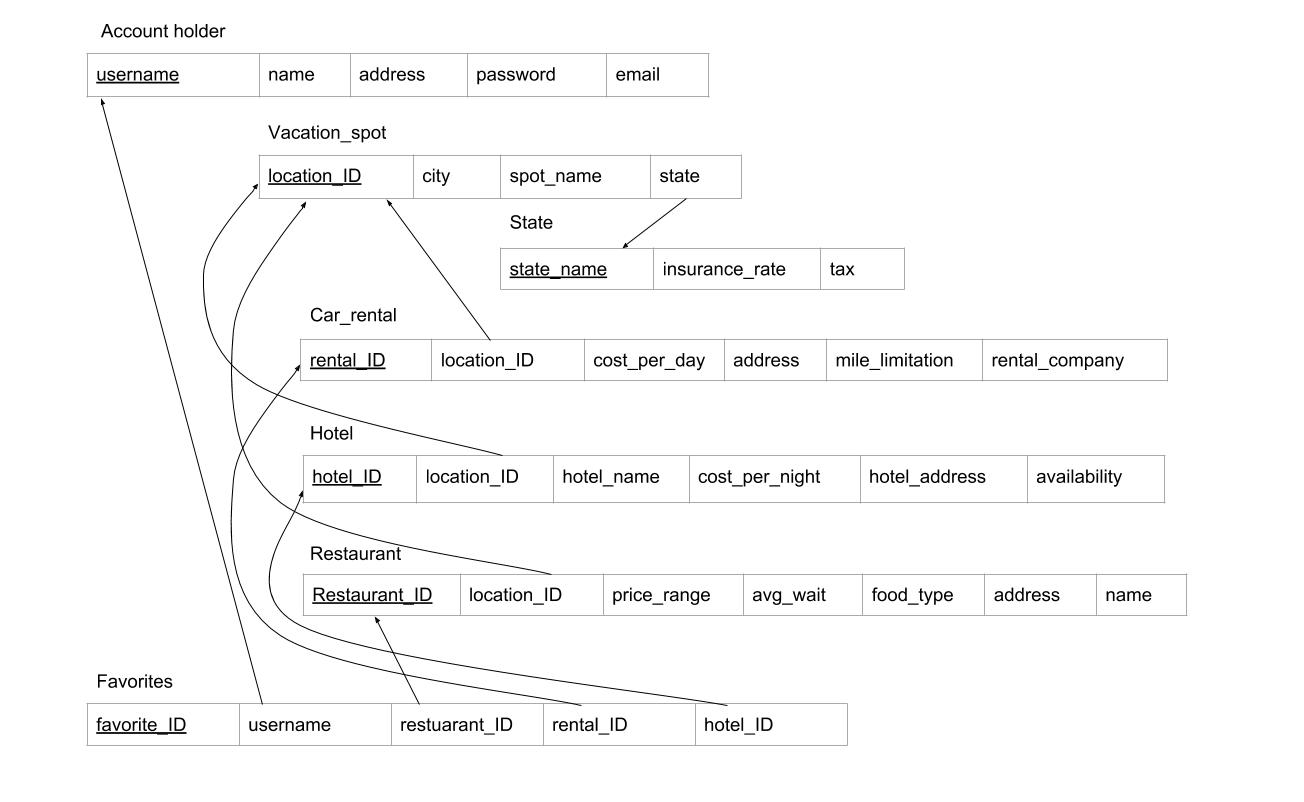 Account holder
username name address password email
Vacation_spot
location_ID city spot_name state
State
state_name insurance_rate tax
Car_rental
rental_ID location_ID cost_per_day address mile_limitation rental_company
Hotel
hotel_ID location_ID hotel_name cost_per_night hotel_address availability
Restaurant
Restaurant_ID location_ID price_range avg_wait food_type address name
Favorites
favorite_ID username restuarant_ID rental_ID hotel_ID